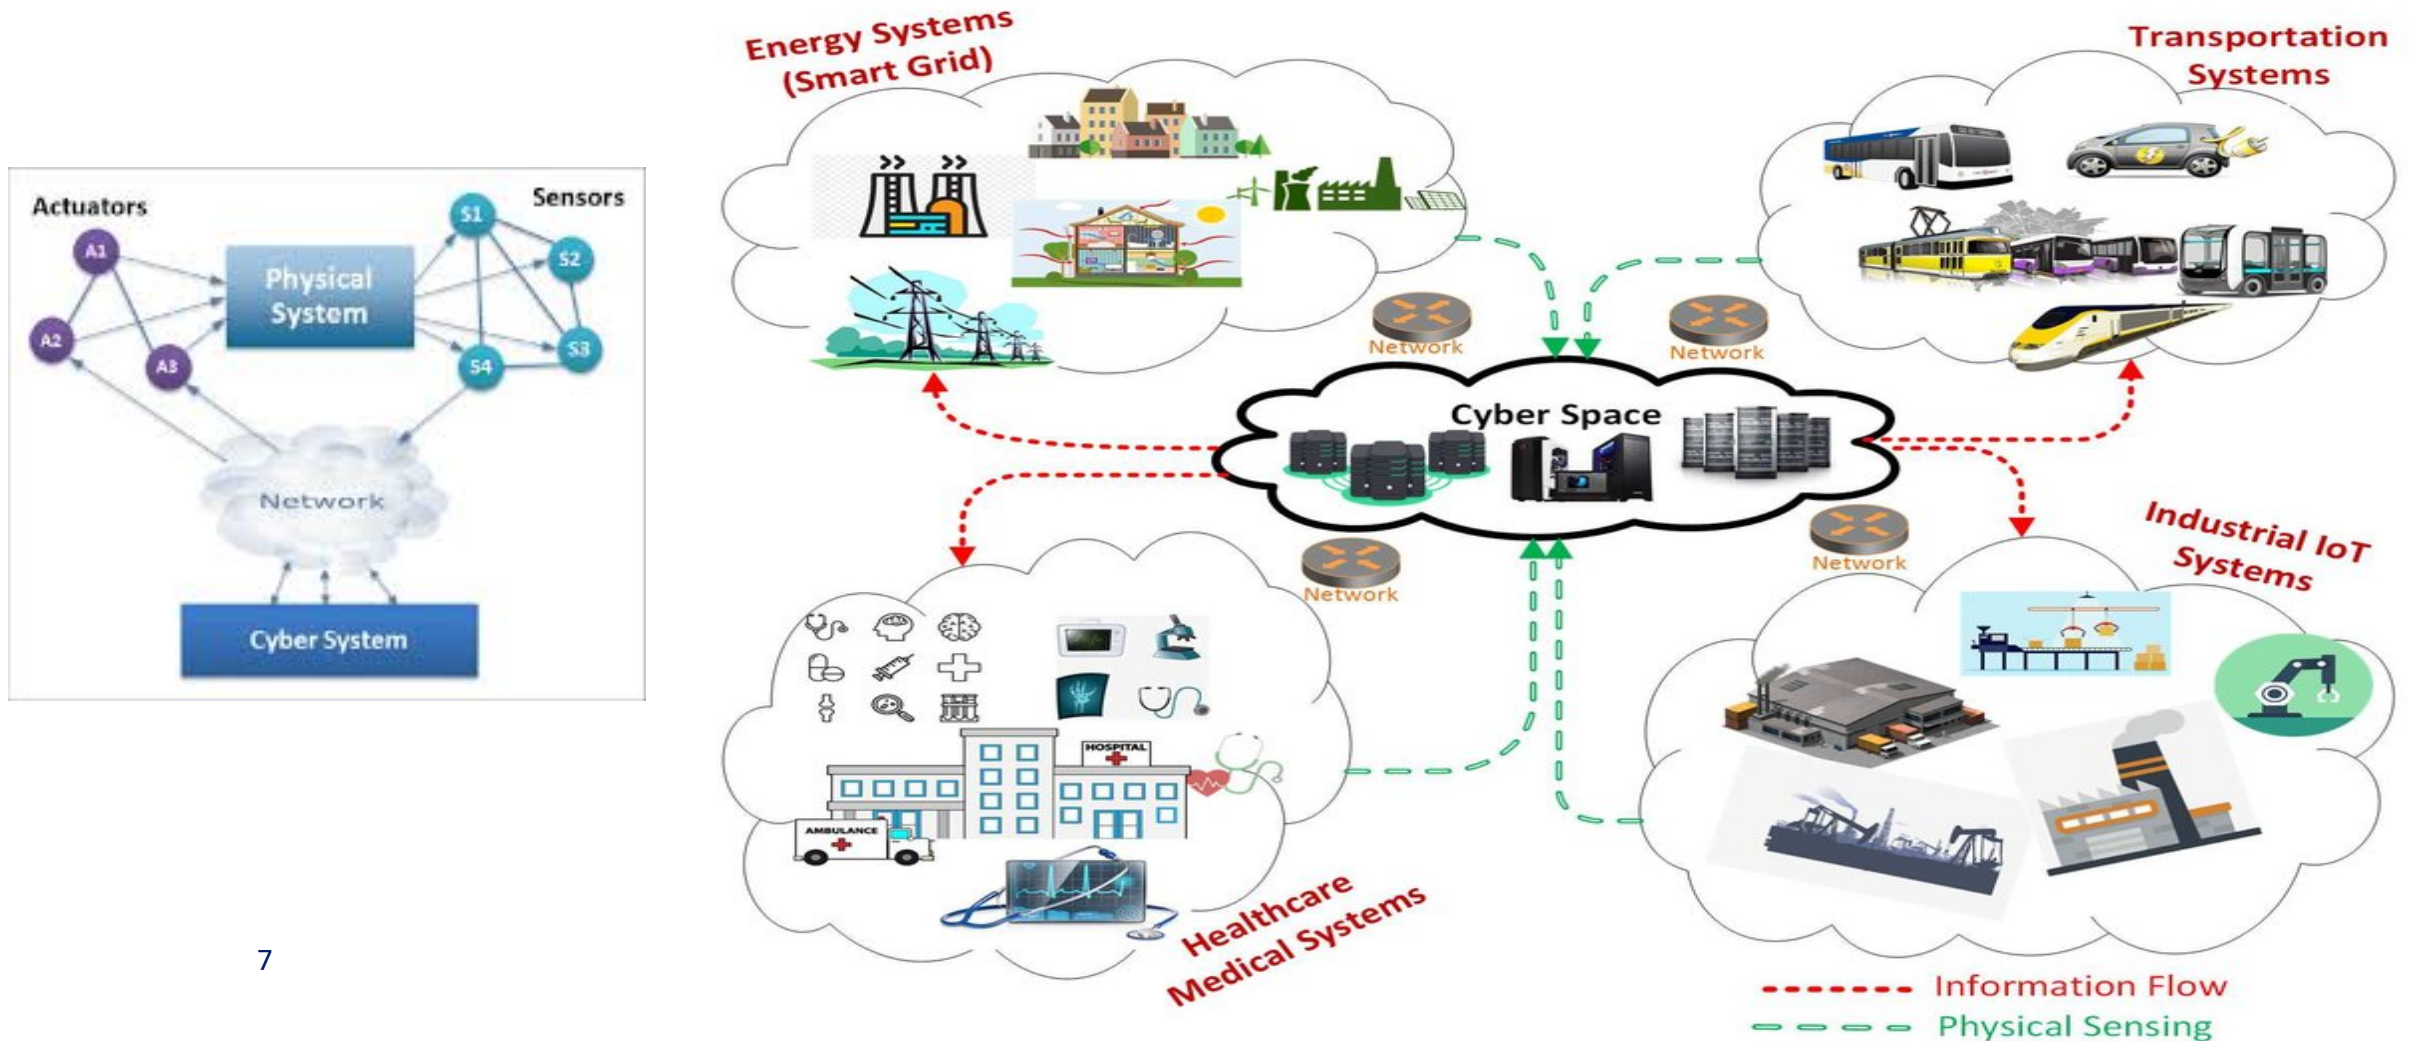 Actuators
A1
A2
A3
Physical
System
Sensors
S1
S2
S3
S4
Network
Cyber System
7
Energy Systems
(Smart Grid)
Transportation
Systems
Network
Network
Cyber Space
Network
Network
Industrial IoT
Systems
HOSPITAL
AMBULANCE
Healthcare
Medical Systems
Information Flow
Physical Sensing